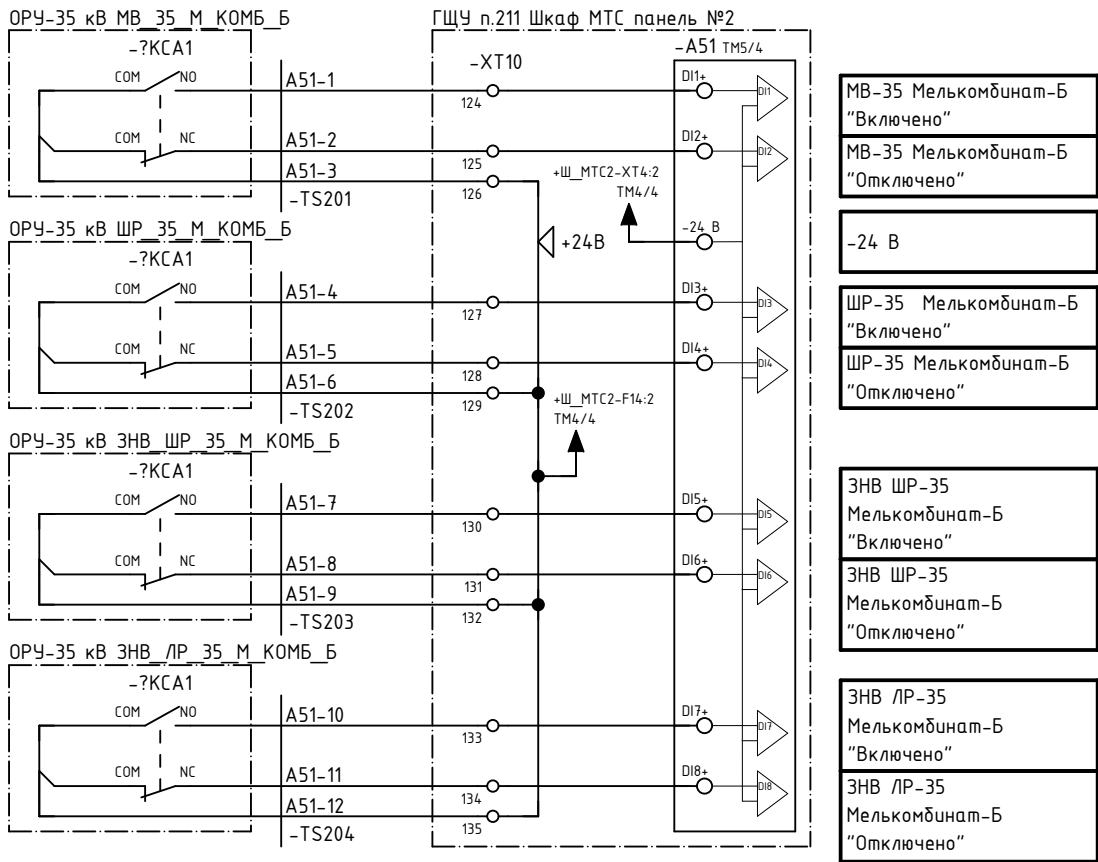 ОРУ-35 кВ МВ_35_М_КОМБ_Б
ГЩУ п.211 Шкаф МТС панель №2
-?КСА1
-XT10
-A51 TM5/4
COM NO
A51-1
124
DI1+
DI1
МВ-35 Мелькомбинат-Б
"Включено"
COM NC
A51-2
125
DI2+
DI2
МВ-35 Мелькомбинат-Б
"Отключено"
A51-3
126
-TS201
+Ш_МТС2-XT4:2
TM4/4
ОРУ-35 кВ ШР_35_М_КОМБ_Б
+24В
-24 В
-24 В
-?КСА1
COM NO
A51-4
127
DI3+
DI3
ШР-35 Мелькомбинат-Б
"Включено"
COM NC
A51-5
128
DI4+
DI4
ШР-35 Мелькомбинат-Б
"Отключено"
A51-6
129
-TS202
+Ш_МТС2-F14:2
TM4/4
ОРУ-35 кВ ЗНВ_ШР_35_М_КОМБ_Б
-?КСА1
COM NO
A51-7
130
DI5+
DI5
ЗНВ ШР-35
Мелькомбинат-Б
"Включено"
COM NC
A51-8
131
DI6+
DI6
ЗНВ ШР-35
Мелькомбинат-Б
"Отключено"
A51-9
132
-TS203
ОРУ-35 кВ ЗНВ_ЛР_35_М_КОМБ_Б
-?КСА1
COM NO
A51-10
133
DI7+
DI7
ЗНВ ЛР-35
Мелькомбинат-Б
"Включено"
COM NC
A51-11
134
DI8+
DI8
ЗНВ ЛР-35
Мелькомбинат-Б
"Отключено"
A51-12
135
-TS204